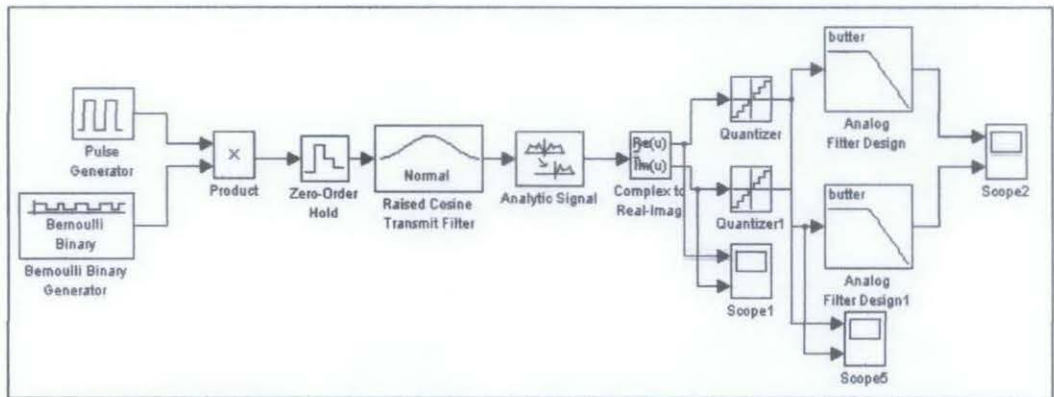 Pulse
Generator
Bernoulli
Binary
Bernoulli Binary
Generator
×
Product
Zero-Order
Hold
Normal
Raised Cosine
Transmit Filter
Analytic Signal
Re(u)
Im(u)
Complex to
Real-Imag
Quantizer
Quantizer1
Scope1
butter
Analog
Filter Design
butter
Analog
Filter Design1
Scope2
Scope5